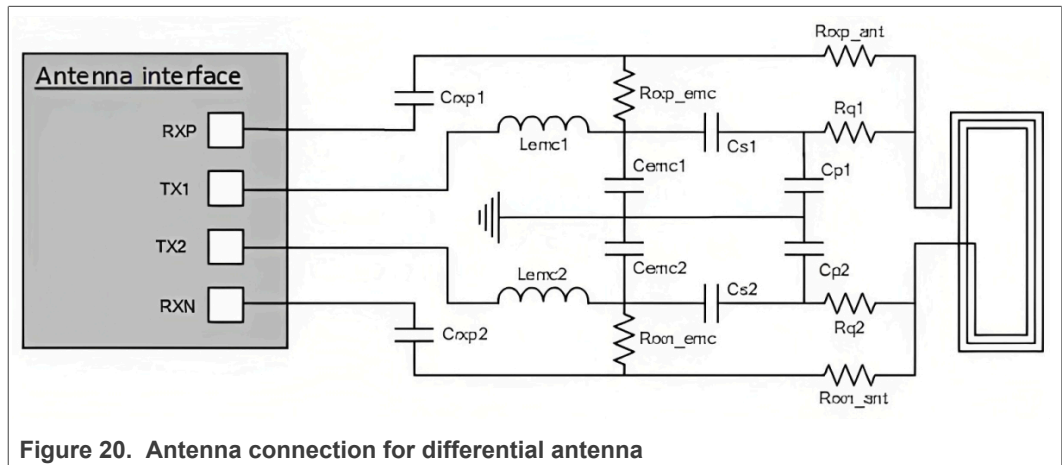 Antenna interface
RXP
TX1
TX2
RXN
Crxp1
Rrxp_emc
Rrxp_ant
Lemc1
Cs1
Rq1
Cemc1
Cp1
Cemc2
Lemc2
Cs2
Cp2
Rq2
Crxp2
Rrxn_emc
Rrxn_ant
Figure 20. Antenna connection for differential antenna